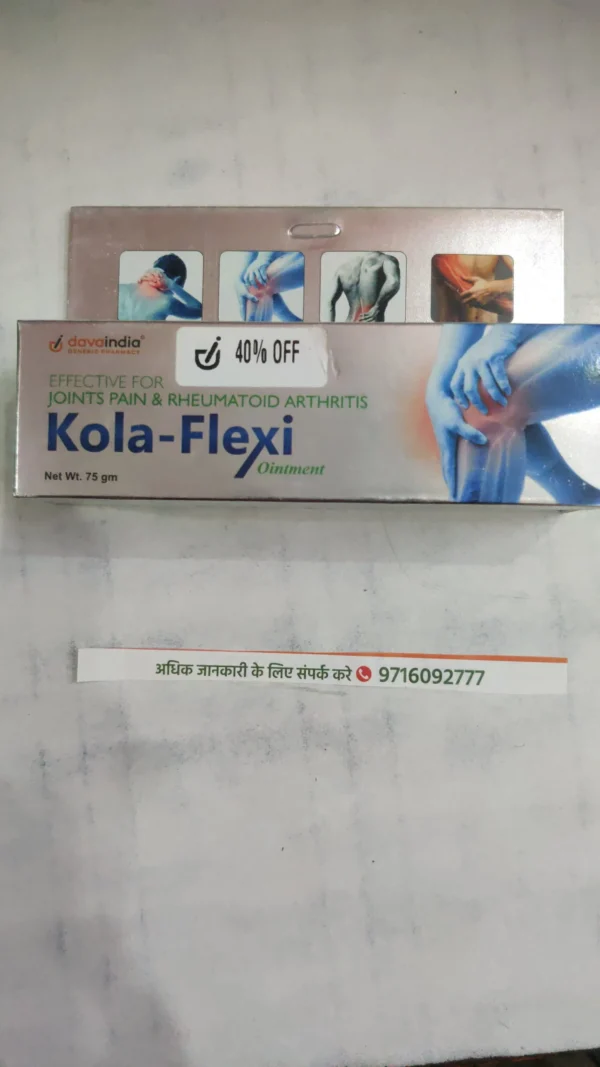 davaindia®
GENERIC PHARMACY
40% OFF
EFFECTIVE FOR
JOINTS PAIN & RHEUMATOID ARTHRITIS
Kola-Flexi
Ointment
Net Wt. 75 gm
अधिक जानकारी के लिए संपर्क करे 9716092777